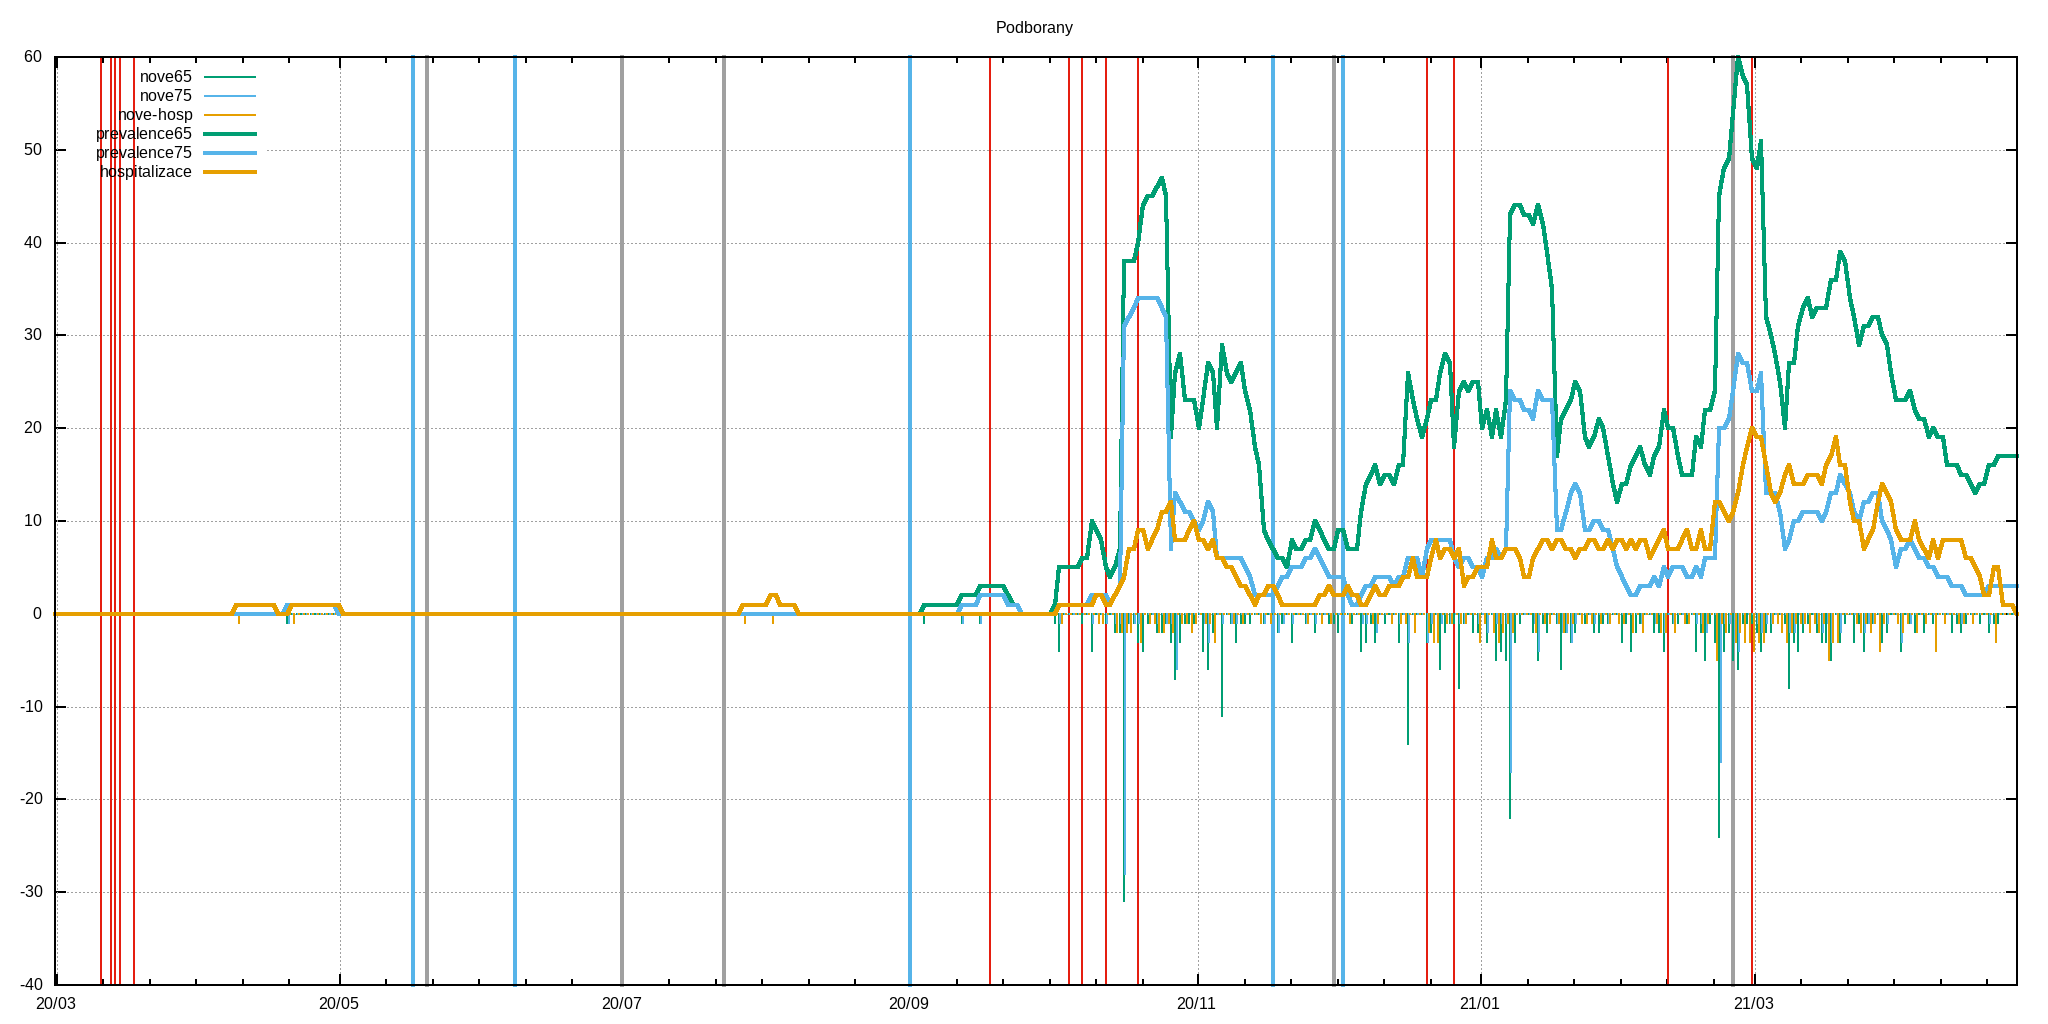 Podborany
60
50
40
30
20
10
0
-10
-20
-30
-40
nove65
nove75
nove-hosp
prevalence65
prevalence75
hospitalizace
20/03 20/05 20/07 20/09 20/11 21/01 21/03